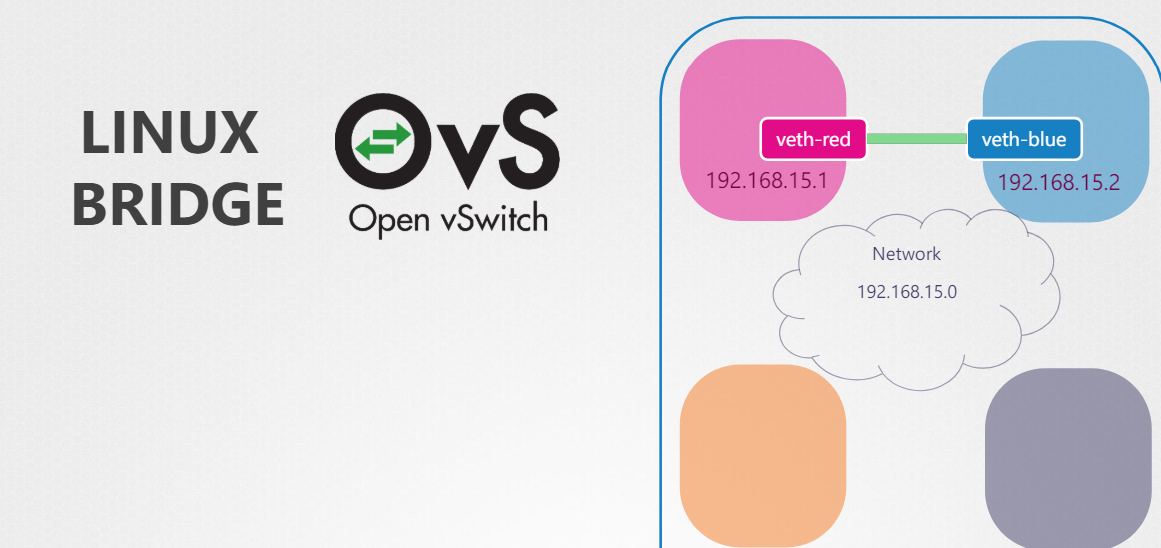 LINUX
BRIDGE
OvS
Open vSwitch
veth-red
veth-blue
192.168.15.1
192.168.15.2
Network
192.168.15.0